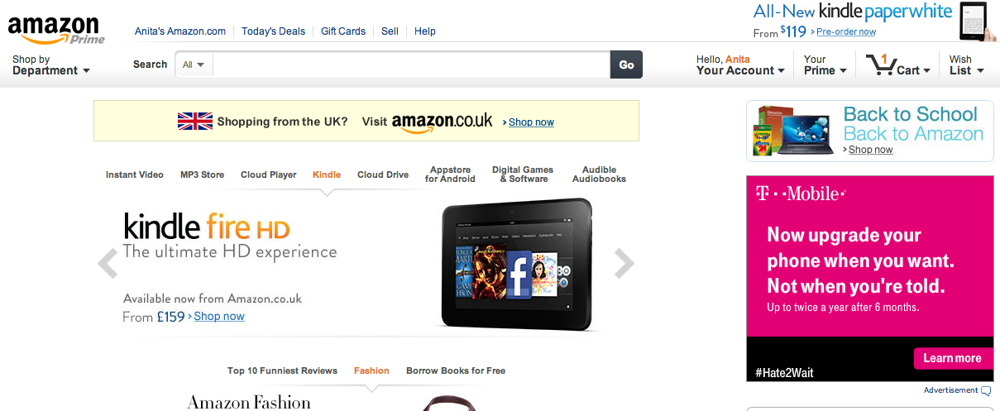 amazon
Prime
Anita's Amazon.com
Today's Deals
Gift Cards
Sell
Help
All-New kindle paperwhite
From $119 › Pre-order now
Shop by
Department
Search
All
Go
Hello, Anita
Your Account
Your
Prime
1
Cart
Wish
List
Shopping from the UK? Visit amazon.co.uk › Shop now
Back to School
Back to Amazon
› Shop now
Instant Video
MP3 Store
Cloud Player
Kindle
Cloud Drive
Appstore
for Android
Digital Games
& Software
Audible
Audiobooks
kindle fire HD
The ultimate HD experience
Available now from Amazon.co.uk
From £159 › Shop now
T··Mobile·
Now upgrade your
phone when you want.
Not when you're told.
Up to twice a year after 6 months.
Learn more
#Hate2Wait
Advertisement
Top 10 Funniest Reviews
Fashion
Borrow Books for Free
Amazon Fashion